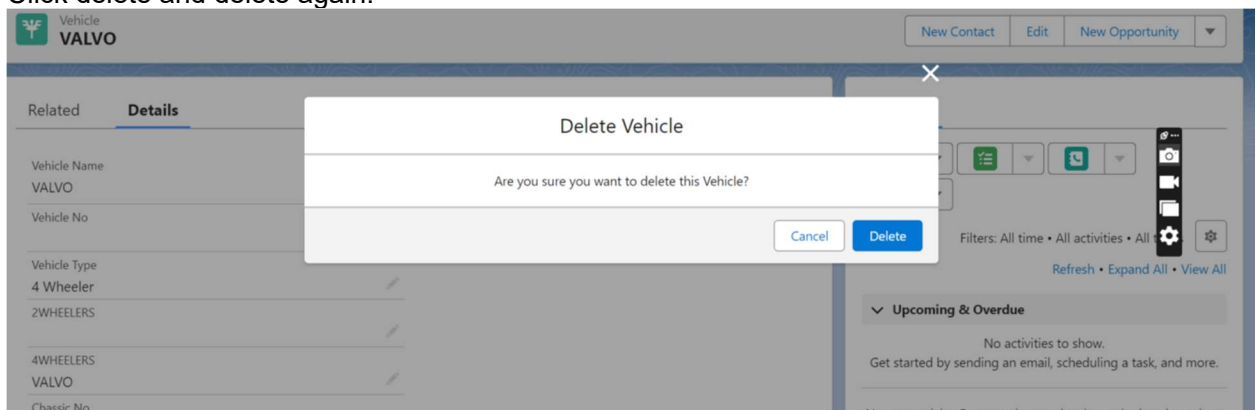 Click delete and delete again.
Vehicle
VALVO
New Contact
Edit
New Opportunity
Related
Details
Delete Vehicle
Are you sure you want to delete this Vehicle?
Cancel
Delete
Vehicle Name
VALVO
Vehicle No
Vehicle Type
4 Wheeler
2WHEELERS
4WHEELERS
VALVO
Chassic No
Filters: All time • All activities • All
Refresh • Expand All • View All
Upcoming & Overdue
No activities to show.
Get started by sending an email, scheduling a task, and more.